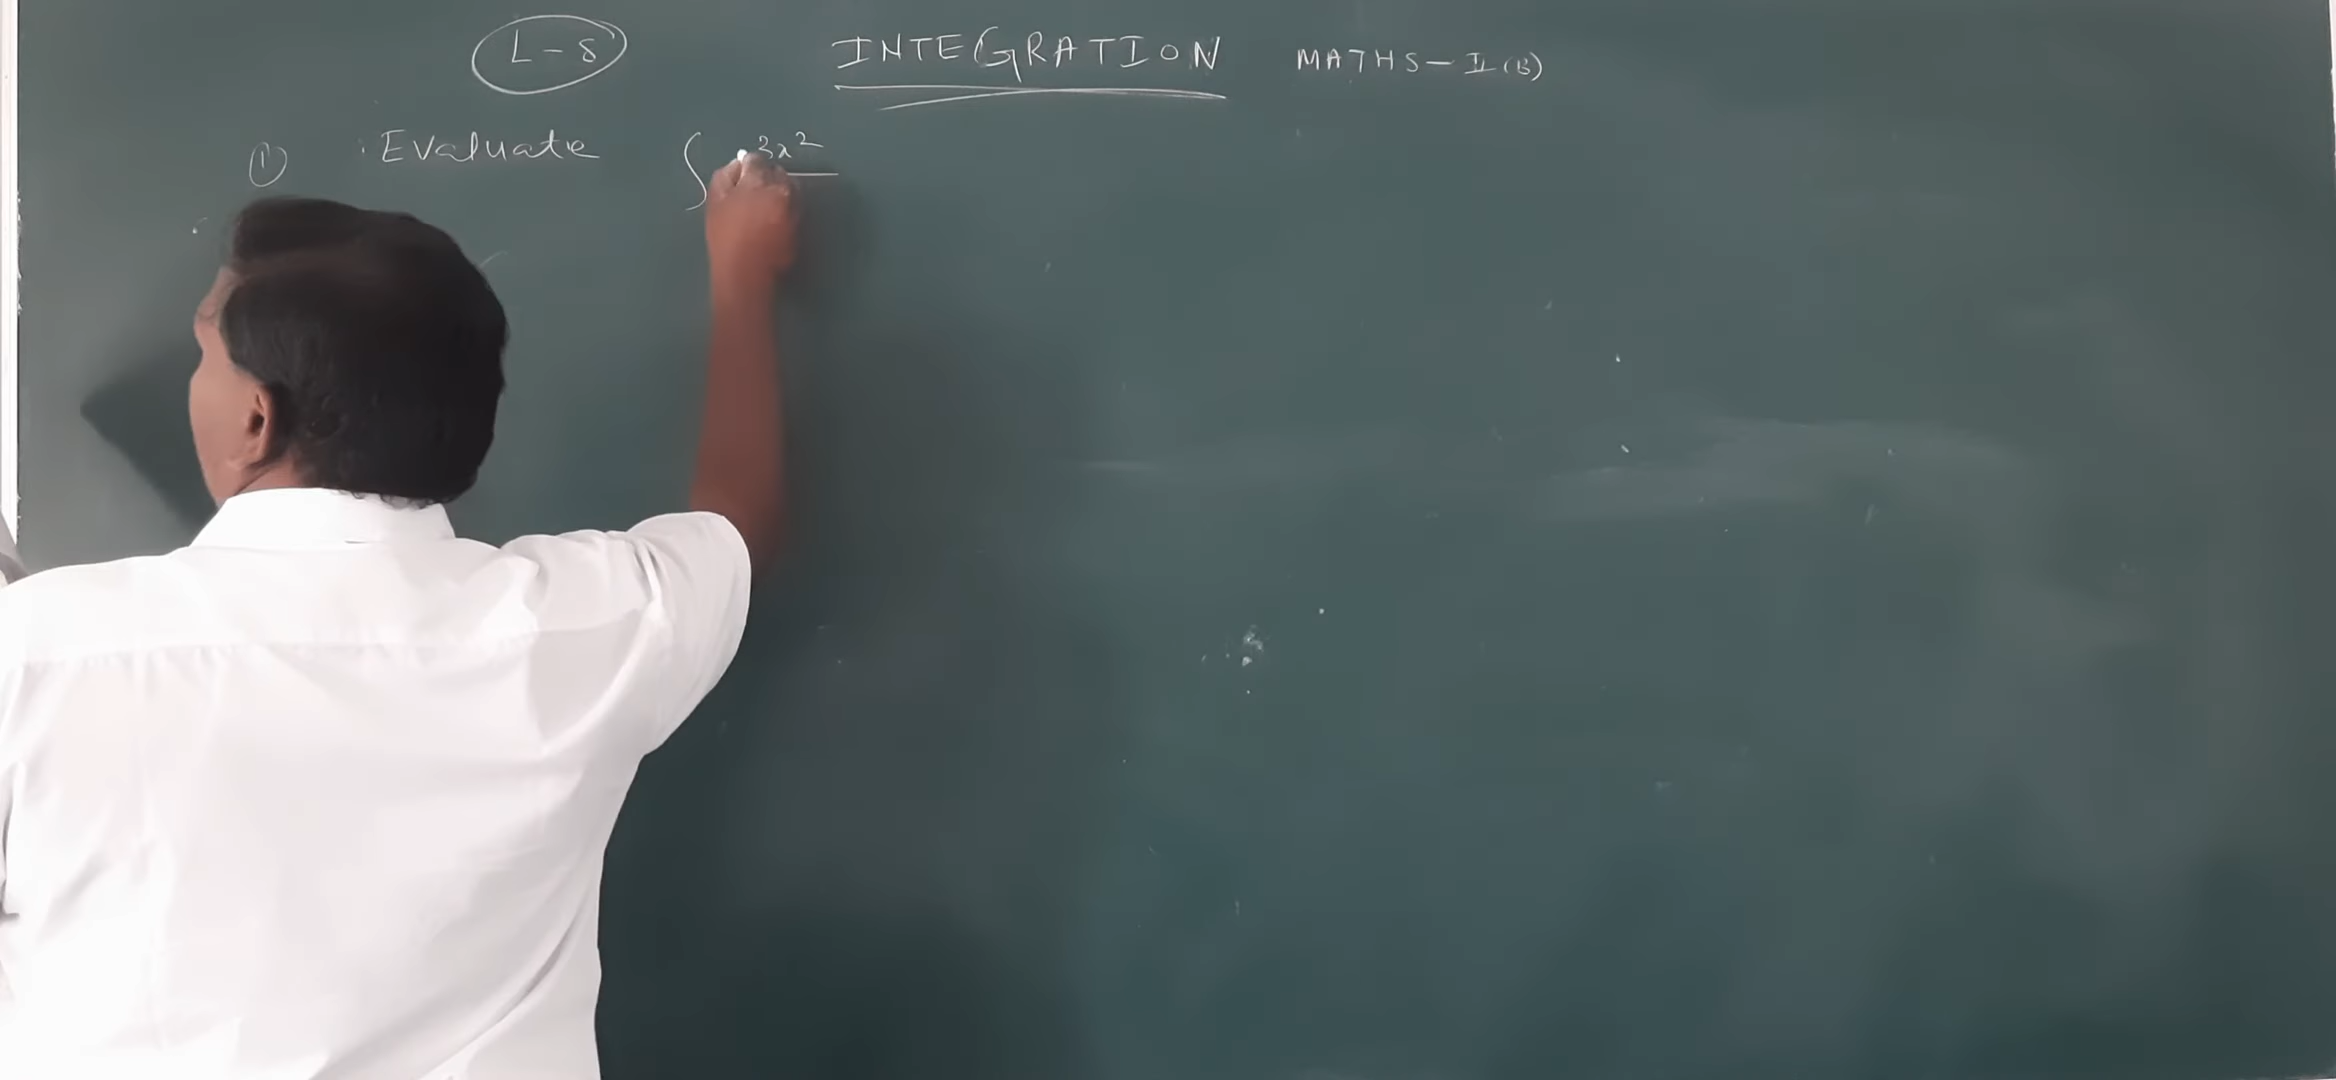 L-8 INTEGRATION MATHS-II(B)
① Evaluate ∫ 3x²